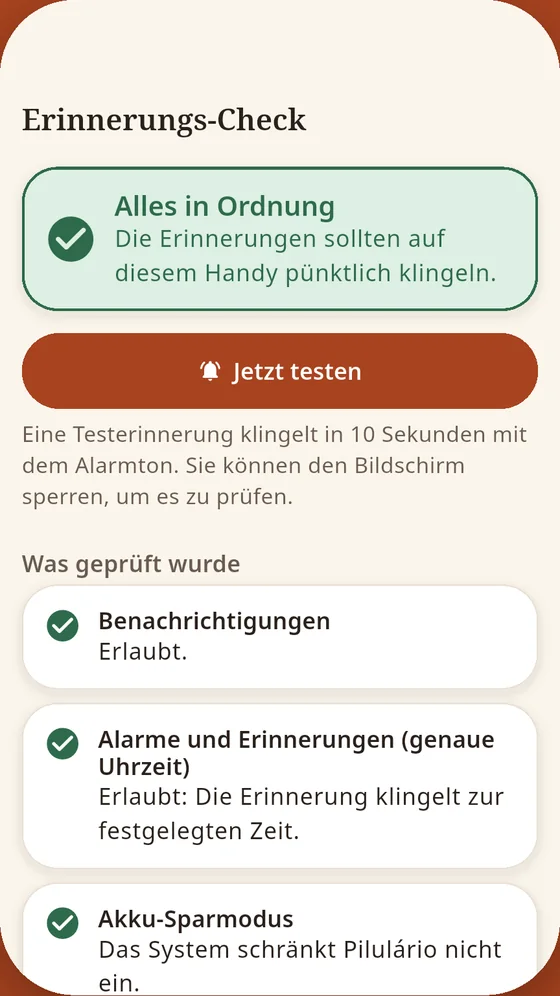 Erinnerungs-Check
Alles in Ordnung
Die Erinnerungen sollten auf
diesem Handy pünktlich klingeln.
Jetzt testen
Eine Testerinnerung klingelt in 10 Sekunden mit
dem Alarmton. Sie können den Bildschirm
sperren, um es zu prüfen.
Was geprüft wurde
Benachrichtigungen
Erlaubt.
Alarme und Erinnerungen (genaue
Uhrzeit)
Erlaubt: Die Erinnerung klingelt zur
festgelegten Zeit.
Akku-Sparmodus
Das System schränkt Pilulário nicht
ein.